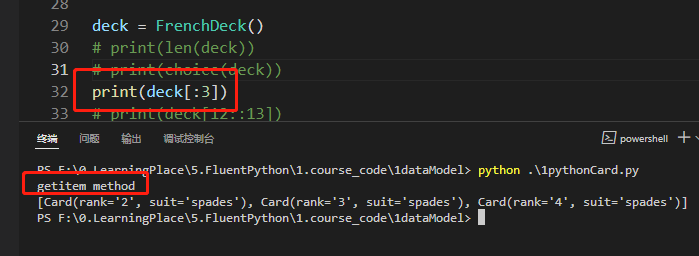 28
29 deck = FrenchDeck()
30 # print(len(deck))
31 # print(choice(deck))
32 print(deck[:3])
33 # print(deck[12::13])
终端 问题 输出 调试控制台 powershell
PS F:\0.LearningPlace\5.FluentPython\1.course_code\1dataModel> python .\1pythonCard.py
getitem method
[Card(rank='2', suit='spades'), Card(rank='3', suit='spades'), Card(rank='4', suit='spades')]
PS F:\0.LearningPlace\5.FluentPython\1.course_code\1dataModel>